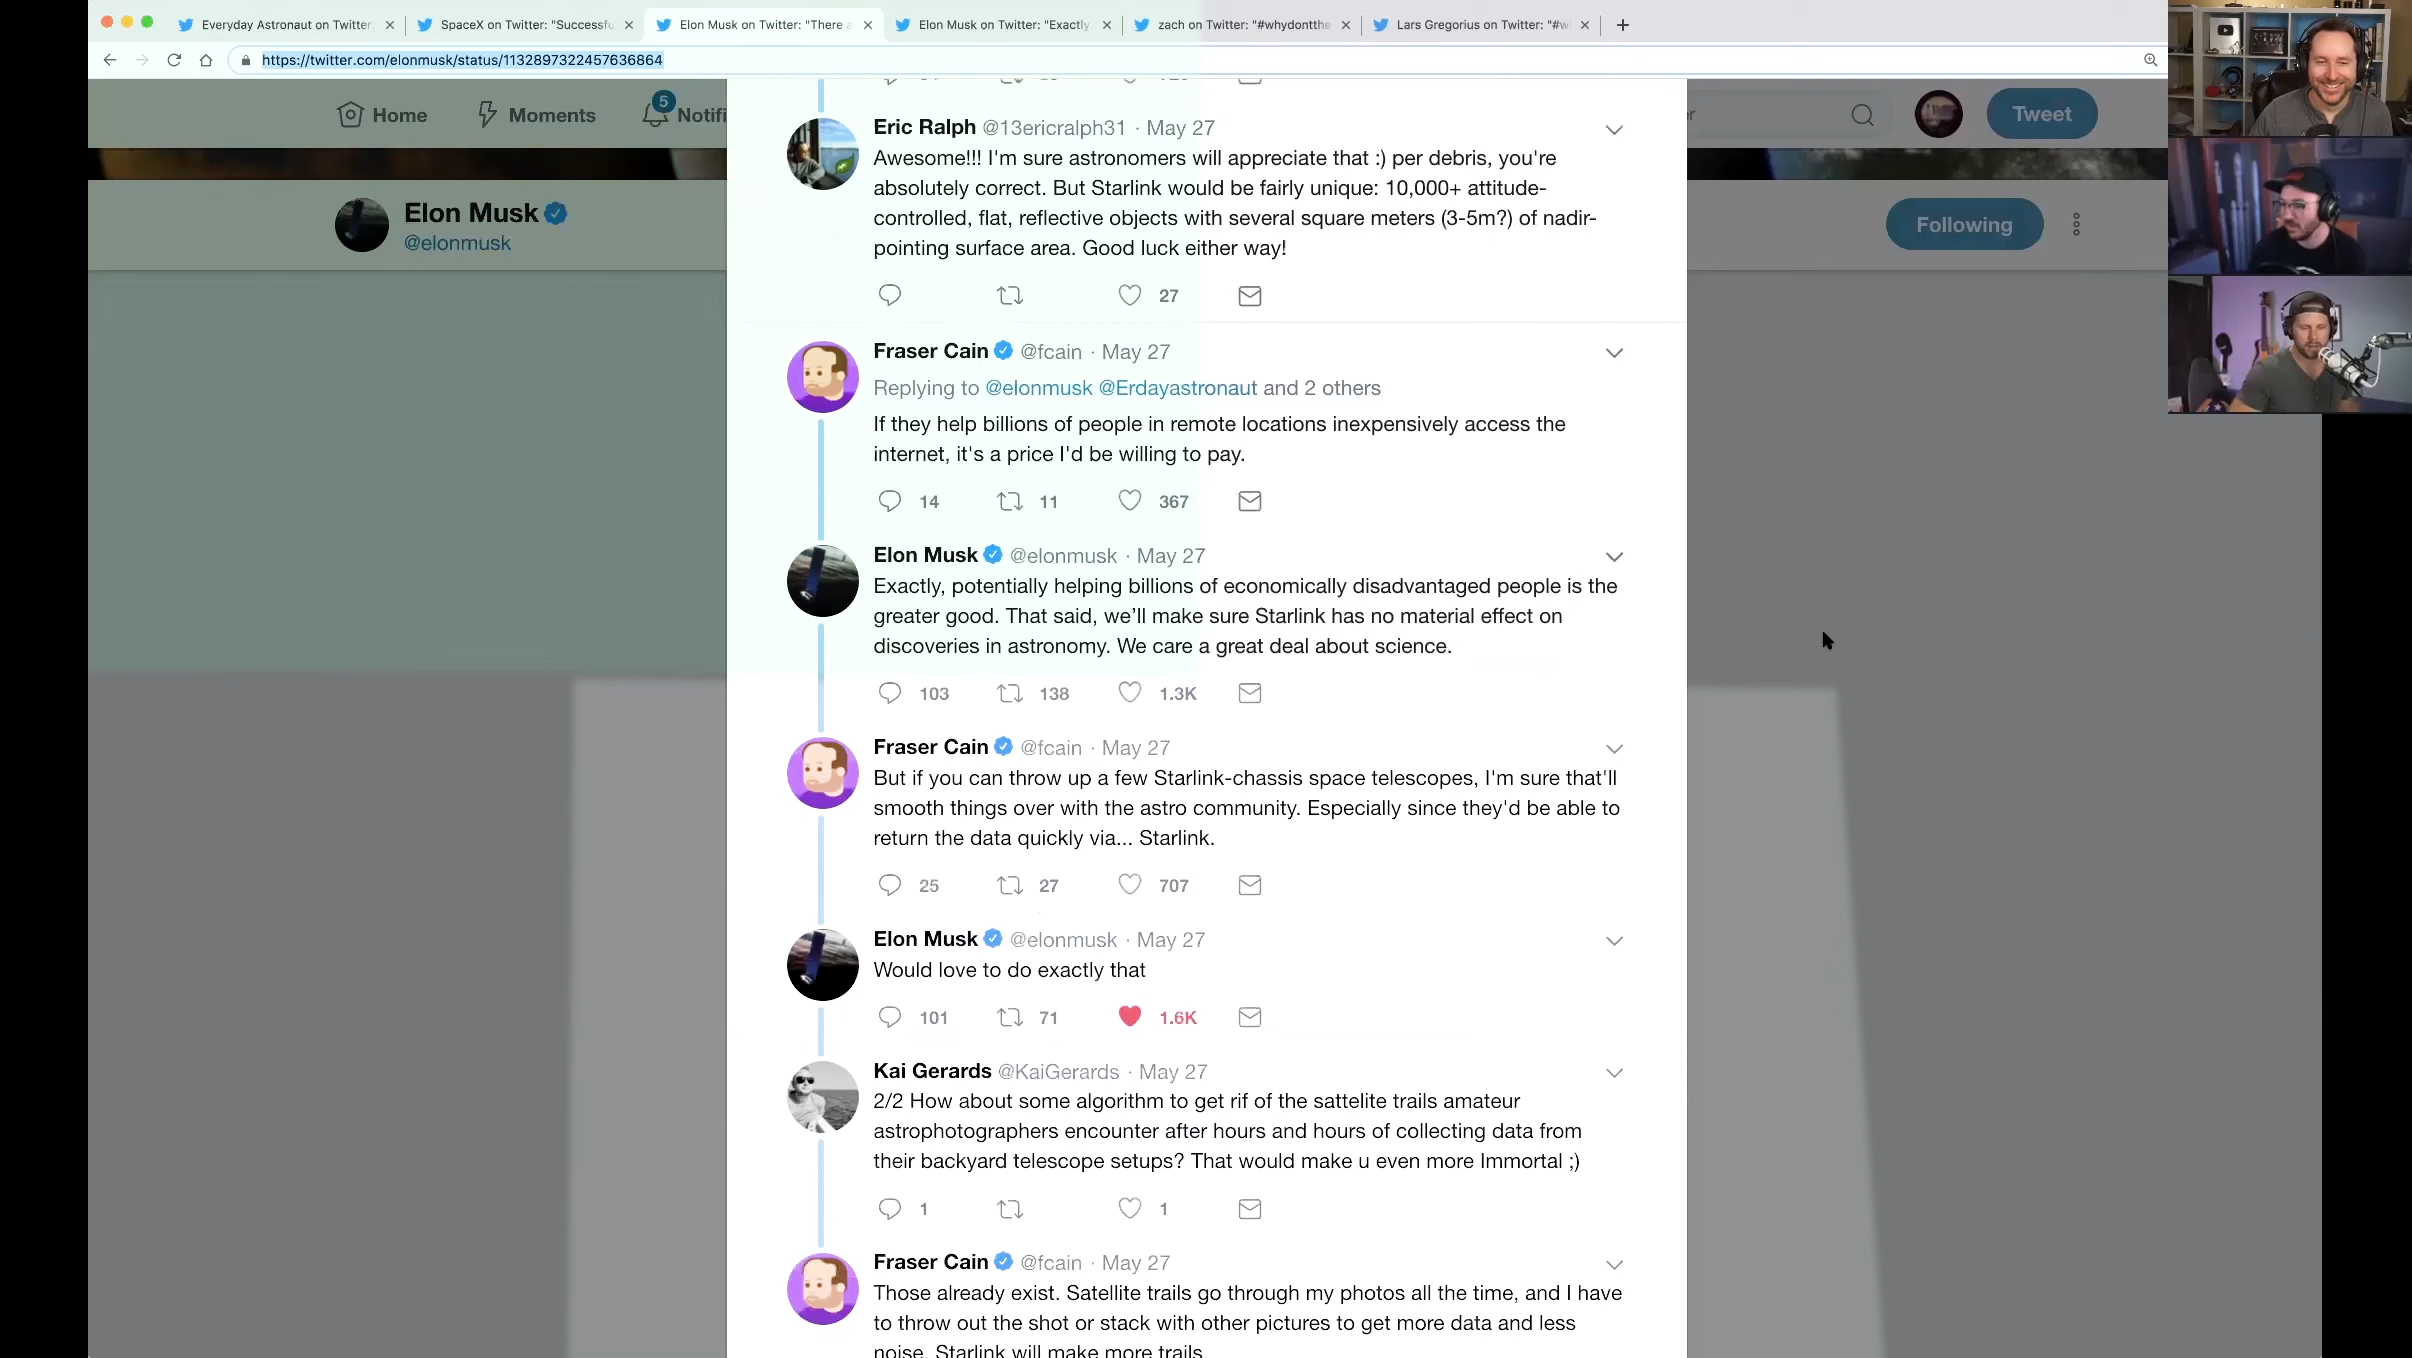 Everyday Astronaut on Twitter
SpaceX on Twitter: "Successfu
Elon Musk on Twitter: "There a
Elon Musk on Twitter: "Exactly
zach on Twitter: "#whydontthe
Lars Gregorius on Twitter: "#w
https://twitter.com/elonmusk/status/1132897322457636864
Home
Moments
5
Notifi
Tweet
Elon Musk
@elonmusk
Following
Eric Ralph @13ericralph31 · May 27
Awesome!!! I'm sure astronomers will appreciate that :) per debris, you're
absolutely correct. But Starlink would be fairly unique: 10,000+ attitude-
controlled, flat, reflective objects with several square meters (3-5m?) of nadir-
pointing surface area. Good luck either way!
27
Fraser Cain @fcain · May 27
Replying to @elonmusk @Erdayastronaut and 2 others
If they help billions of people in remote locations inexpensively access the
internet, it's a price I'd be willing to pay.
14 11 367
Elon Musk @elonmusk · May 27
Exactly, potentially helping billions of economically disadvantaged people is the
greater good. That said, we’ll make sure Starlink has no material effect on
discoveries in astronomy. We care a great deal about science.
103 138 1.3K
Fraser Cain @fcain · May 27
But if you can throw up a few Starlink-chassis space telescopes, I'm sure that'll
smooth things over with the astro community. Especially since they'd be able to
return the data quickly via... Starlink.
25 27 707
Elon Musk @elonmusk · May 27
Would love to do exactly that
101 71 1.6K
Kai Gerards @KaiGerards · May 27
2/2 How about some algorithm to get rif of the sattelite trails amateur
astrophotographers encounter after hours and hours of collecting data from
their backyard telescope setups? That would make u even more Immortal ;)
1 1
Fraser Cain @fcain · May 27
Those already exist. Satellite trails go through my photos all the time, and I have
to throw out the shot or stack with other pictures to get more data and less
noise. Starlink will make more trails.